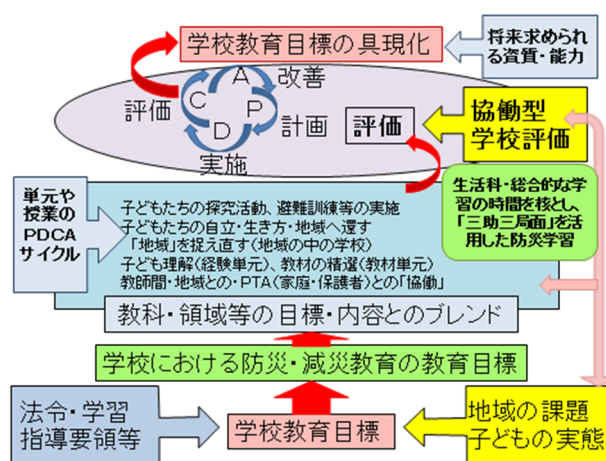 学校教育目標の具現化
将来求められ
る資質・能力
A
改善
評価
C
P
D
計画
実施
評価
協働型
学校評価
生活科・総合的な学
習の時間を核とし、
「三助三局面」を活
用した防災学習
単元や
授業の
PDCA
サイクル
子どもたちの探究活動、避難訓練等の実施
子どもたちの自立・生き方・地域へ還す
「地域」を捉え直す(地域の中の学校)
子ども理解(経験単元)、教材の精選(教材単元)
教師間・地域との・PTA(家庭・保護者)との「協働」
教科・領域等の目標・内容とのブレンド
学校における防災・減災教育の教育目標
法令・学習
指導要領等
学校教育目標
地域の課題
子どもの実態